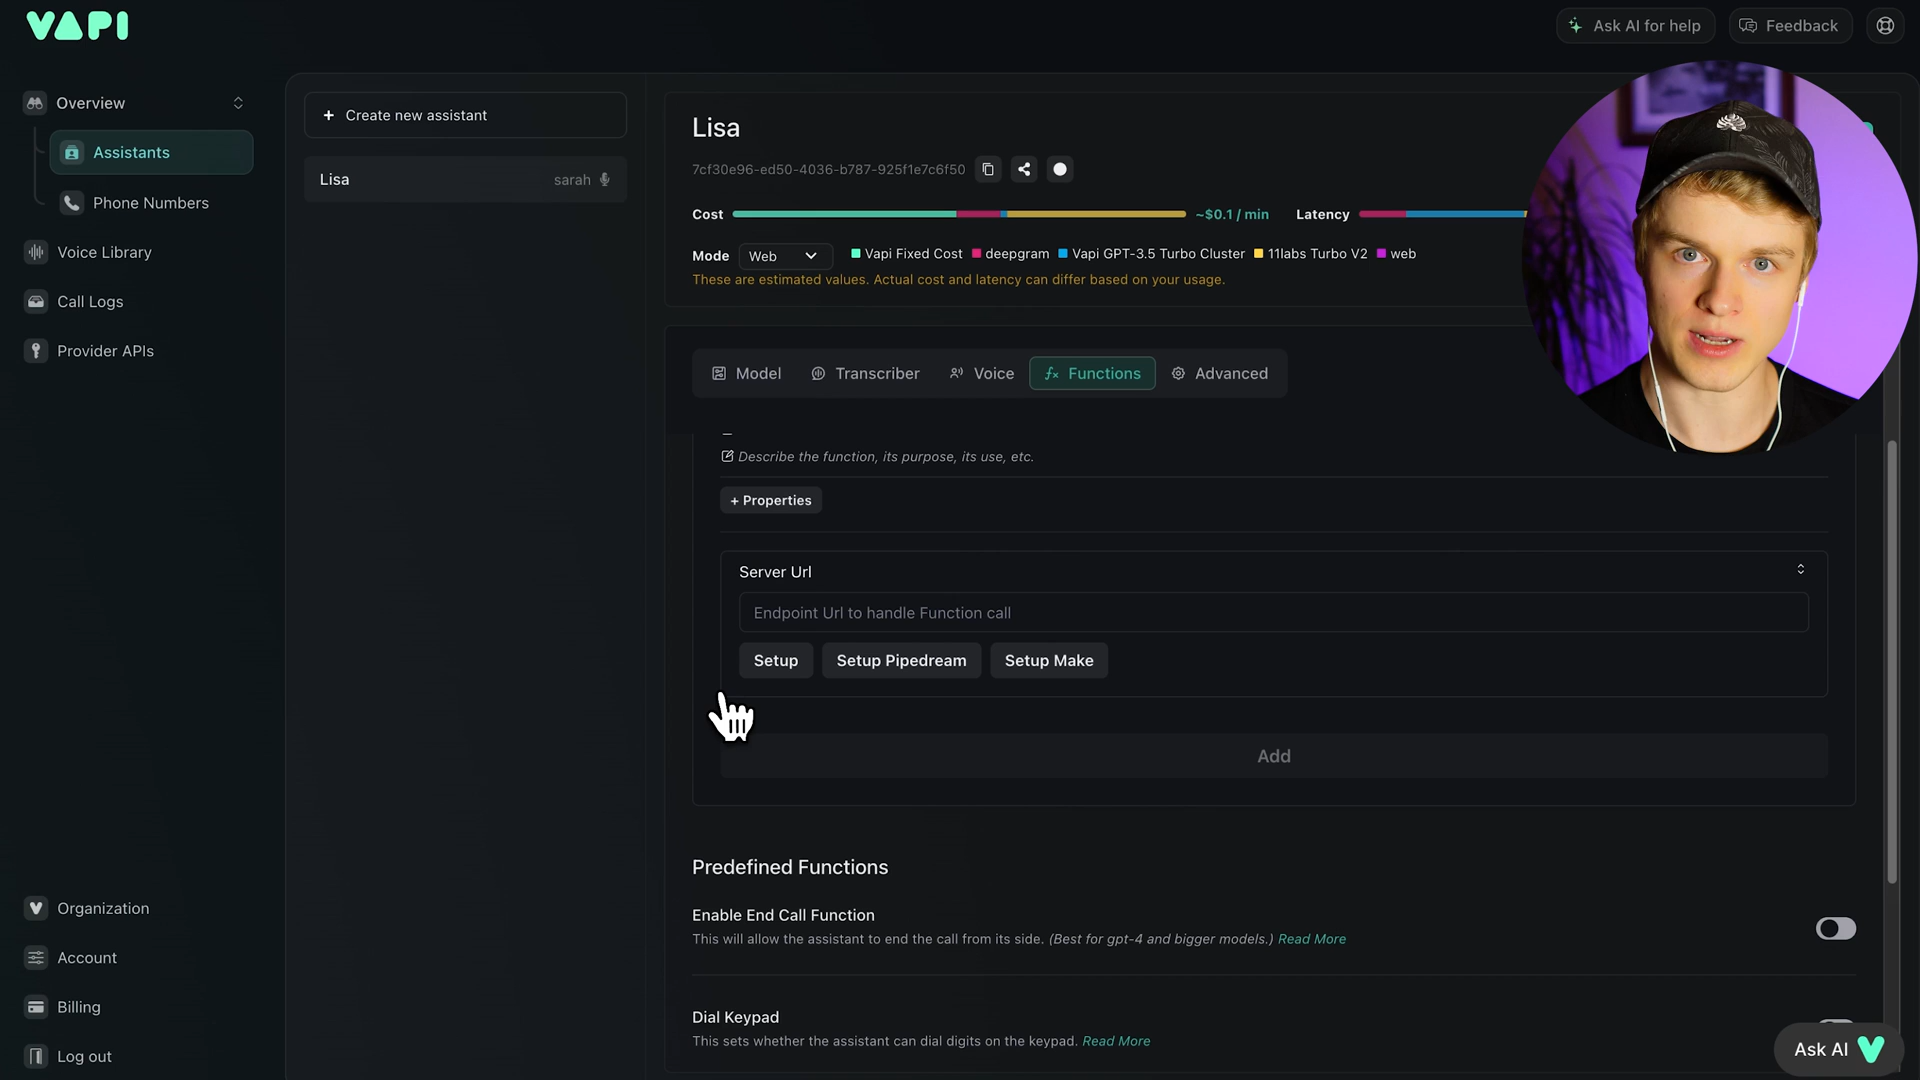 VAPI
Ask AI for help
Feedback
Overview
Assistants
Phone Numbers
Voice Library
Call Logs
Provider APIs
Organization
Account
Billing
Log out
+ Create new assistant
Lisa
sarah
Lisa
7cf30e96-ed50-4036-b787-925f1e7c6f50
Cost
~$0.1 / min
Latency
Mode
Web
Vapi Fixed Cost
deepgram
Vapi GPT-3.5 Turbo Cluster
11labs Turbo V2
web
These are estimated values. Actual cost and latency can differ based on your usage.
Model
Transcriber
Voice
Functions
Advanced
Describe the function, its purpose, its use, etc.
+ Properties
Server Url
Endpoint Url to handle Function call
Setup
Setup Pipedream
Setup Make
Add
Predefined Functions
Enable End Call Function
This will allow the assistant to end the call from its side. (Best for gpt-4 and bigger models.) Read More
Dial Keypad
This sets whether the assistant can dial digits on the keypad. Read More
Ask AI